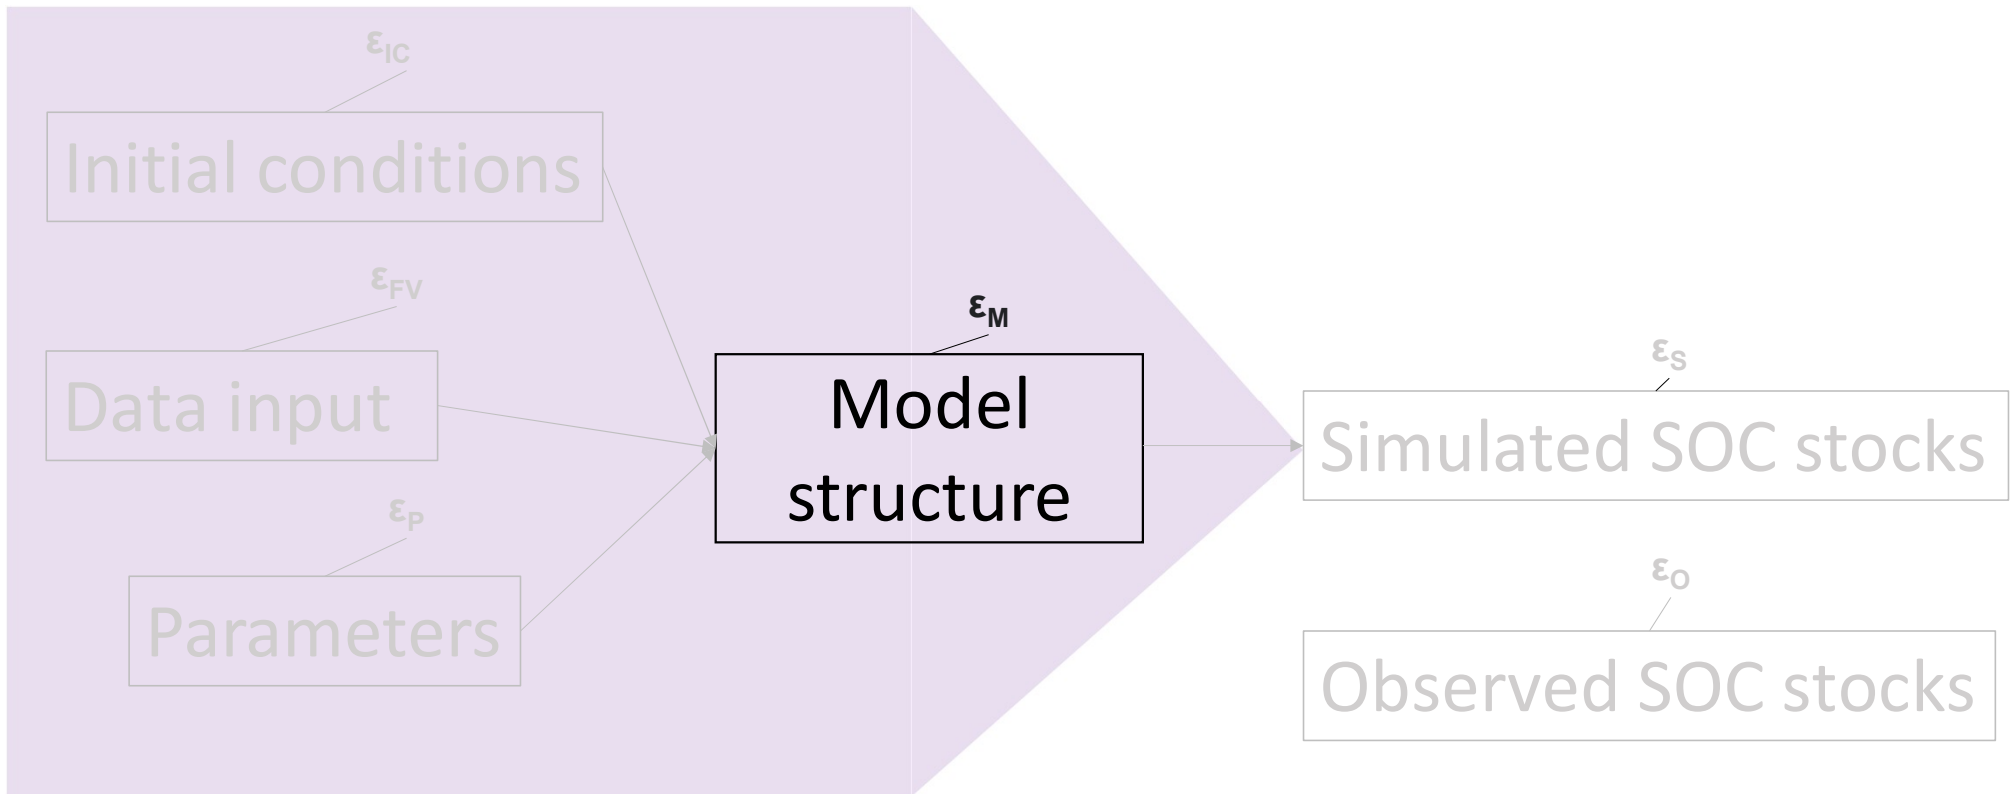 εIC
Initial conditions
εFV
Data input
εP
Parameters
εM
Model
structure
εS
Simulated SOC stocks
εO
Observed SOC stocks